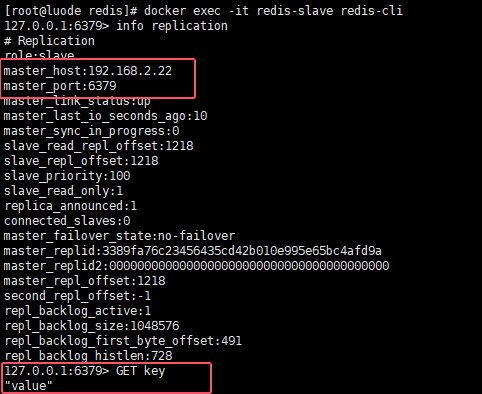 [root@luode redis]# docker exec -it redis-slave redis-cli
127.0.0.1:6379> info replication
# Replication
role:slave
master_host:192.168.2.22
master_port:6379
master_link_status:up
master_last_io_seconds_ago:10
master_sync_in_progress:0
slave_read_repl_offset:1218
slave_repl_offset:1218
slave_priority:100
slave_read_only:1
replica_announced:1
connected_slaves:0
master_failover_state:no-failover
master_replid:3389fa76c23456435cd42b010e995e65bc4afd9a
master_replid2:0000000000000000000000000000000000000000
master_repl_offset:1218
second_repl_offset:-1
repl_backlog_active:1
repl_backlog_size:1048576
repl_backlog_first_byte_offset:491
repl_backlog_histlen:728
127.0.0.1:6379> GET key
"value"